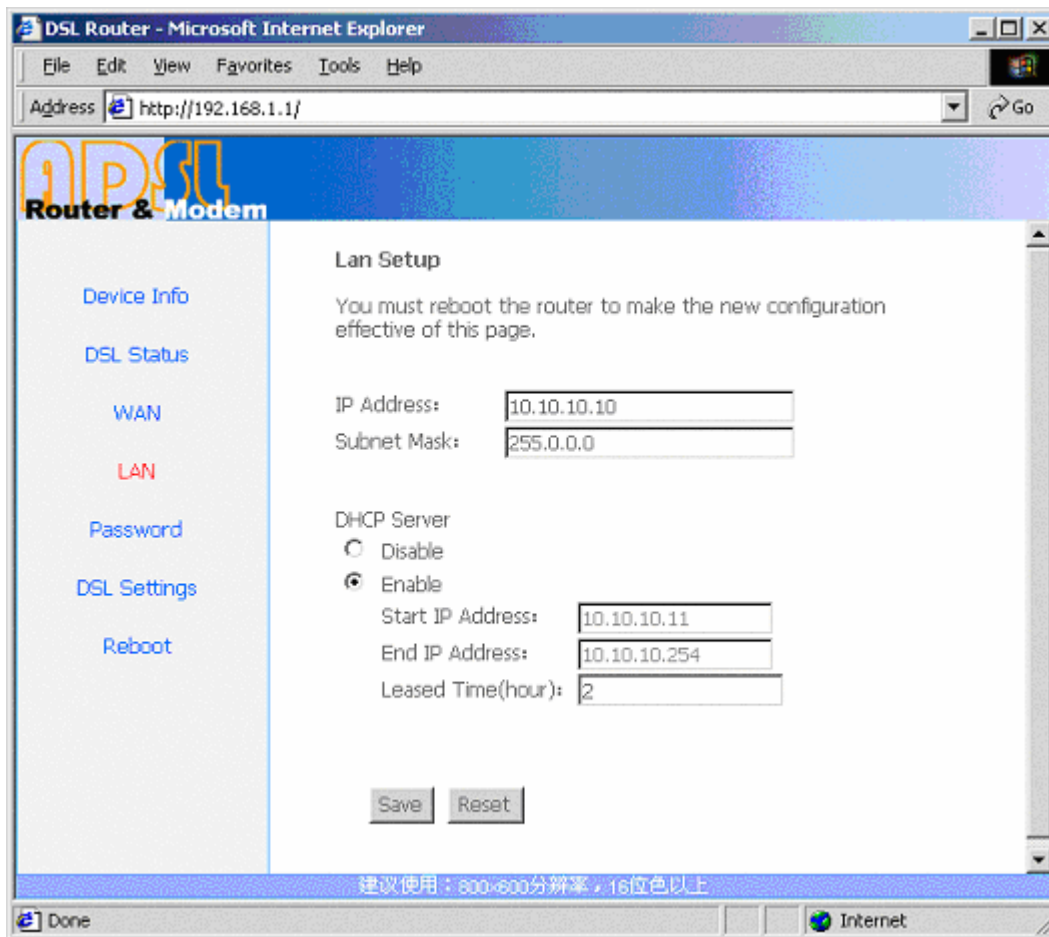 DSL Router - Microsoft Internet Explorer
File Edit View Favorites Tools Help
Address http://192.168.1.1/ Go
ADSL
Router & Modem
Lan Setup
You must reboot the router to make the new configuration
effective of this page.
Device Info
DSL Status
WAN
LAN
Password
DSL Settings
Reboot
IP Address: 10.10.10.10
Subnet Mask: 255.0.0.0
DHCP Server
Disable
Enable
Start IP Address: 10.10.10.11
End IP Address: 10.10.10.254
Leased Time(hour): 2
Save Reset
建议使用：800×600分辨率，16位色以上
Done Internet